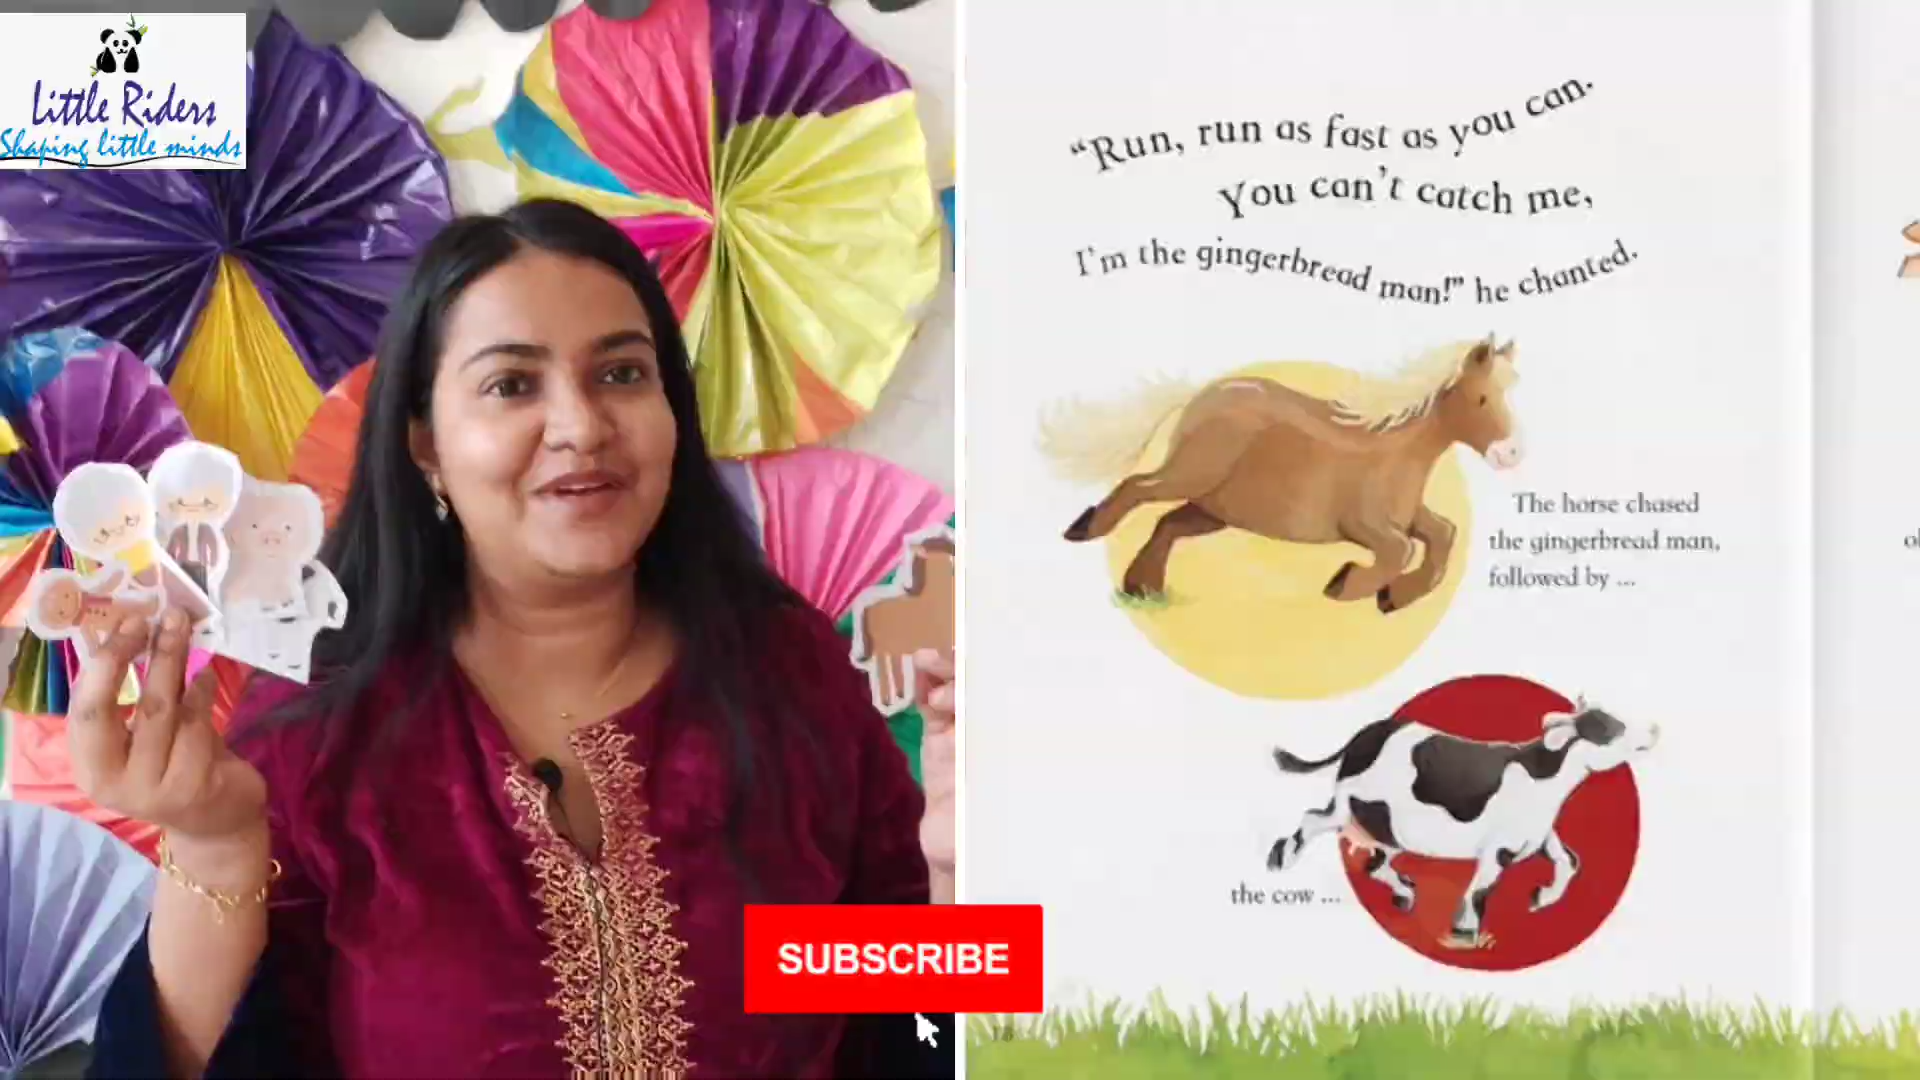 Little Riders
Shaping little minds
"Run, run as fast as you can.
You can't catch me,
I'm the gingerbread man!" he chanted.
The horse chased
the gingerbread man,
followed by ...
the cow ...
SUBSCRIBE
18